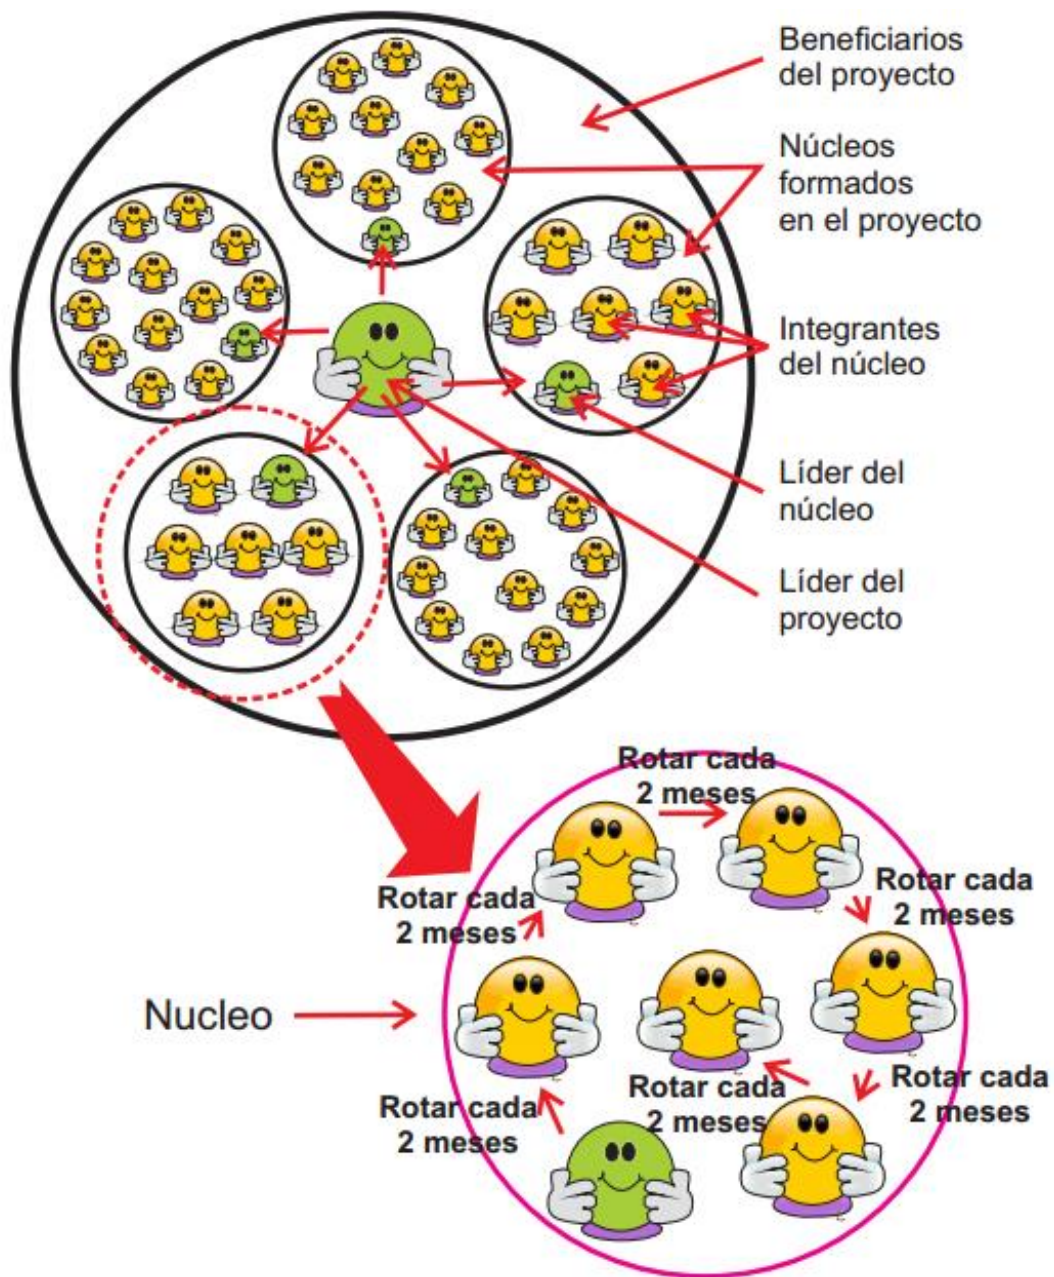 Beneficiarios
del proyecto
Núcleos
formados
en el proyecto
Integrantes
del núcleo
Líder del
núcleo
Líder del
proyecto
Rotar cada
2 meses
Rotar cada
2 meses
Rotar cada
2 meses
Nucleo
Rotar cada
2 meses
Rotar cada
2 meses
Rotar cada
2 meses